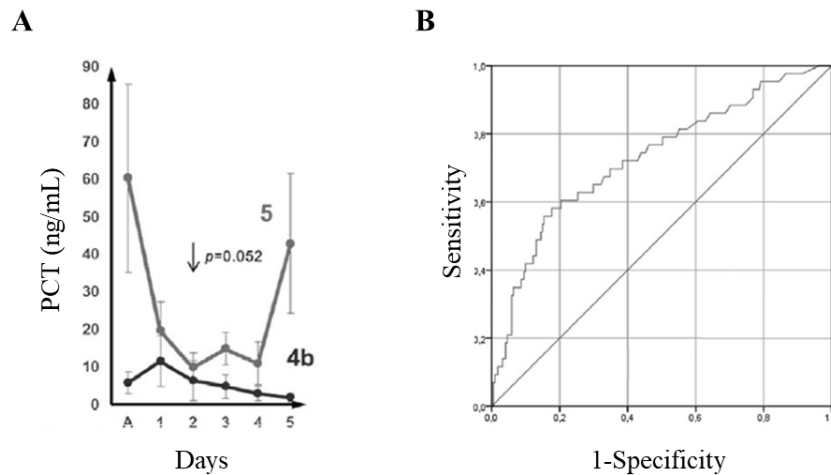 A
PCT (ng/mL)
90
80
70
60
50
40
30
20
10
0
5
p=0.052
4b
A 1 2 3 4 5
Days
B
Sensitivity
1,0
0,8
0,6
0,4
0,2
0,0
0,0 0,2 0,4 0,6 0,8 1
1-Specificity